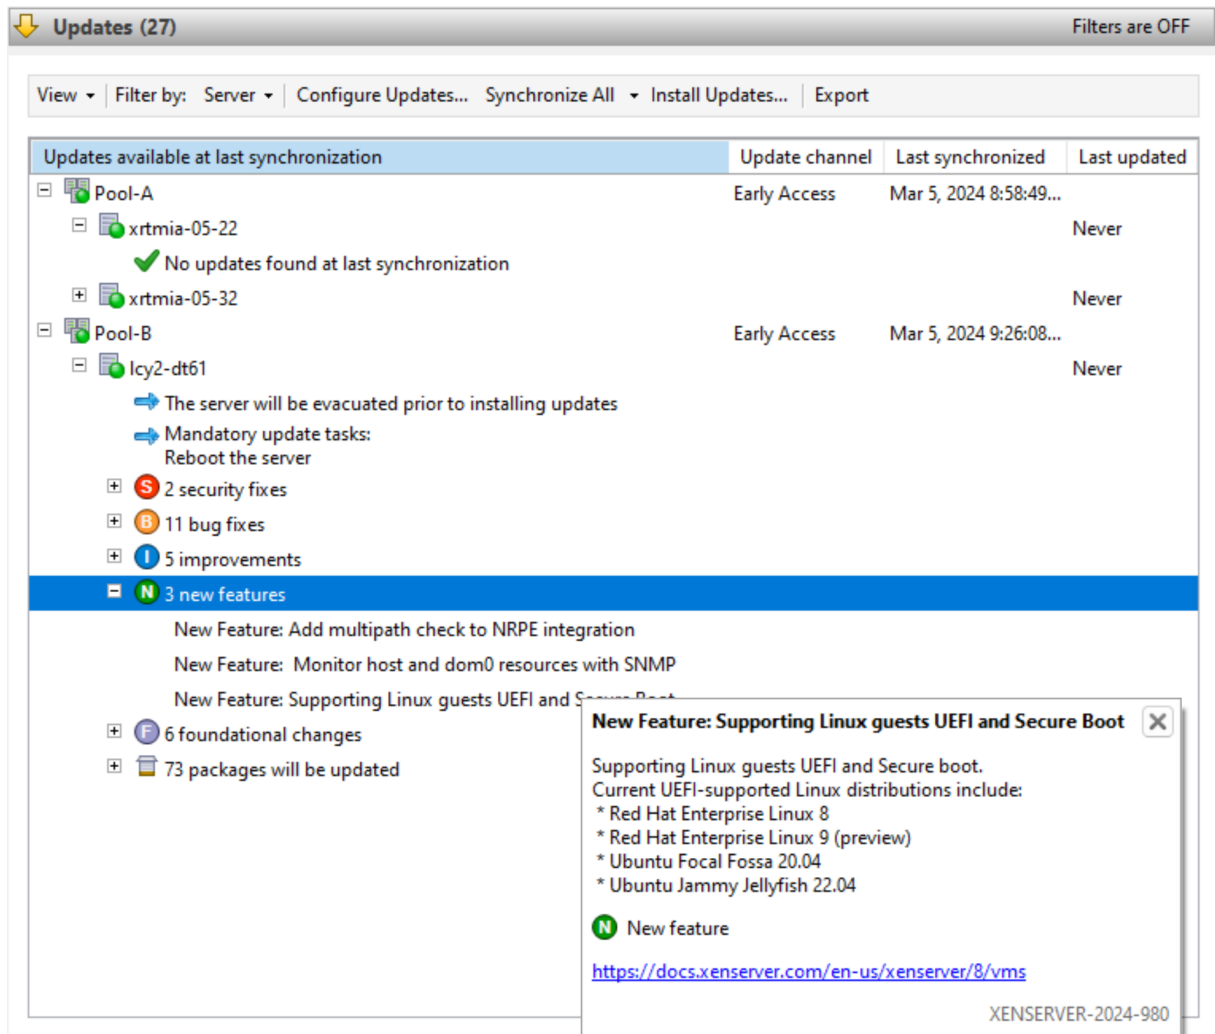 Updates (27) Filters are OFF
View Filter by: Server Configure Updates... Synchronize All Install Updates... Export
Updates available at last synchronization Update channel Last synchronized Last updated
Pool-A Early Access Mar 5, 2024 8:58:49...
xrtmia-05-22 Never
No updates found at last synchronization
xrtmia-05-32 Never
Pool-B Early Access Mar 5, 2024 9:26:08...
lcy2-dt61 Never
The server will be evacuated prior to installing updates
Mandatory update tasks:
Reboot the server
S 2 security fixes
B 11 bug fixes
I 5 improvements
N 3 new features
New Feature: Add multipath check to NRPE integration
New Feature:  Monitor host and dom0 resources with SNMP
New Feature: Supporting Linux guests UEFI and Secure Boot
F 6 foundational changes
73 packages will be updated
New Feature: Supporting Linux guests UEFI and Secure Boot
Supporting Linux guests UEFI and Secure boot.
Current UEFI-supported Linux distributions include:
* Red Hat Enterprise Linux 8
* Red Hat Enterprise Linux 9 (preview)
* Ubuntu Focal Fossa 20.04
* Ubuntu Jammy Jellyfish 22.04
N New feature
https://docs.xenserver.com/en-us/xenserver/8/vms
XENSERVER-2024-980